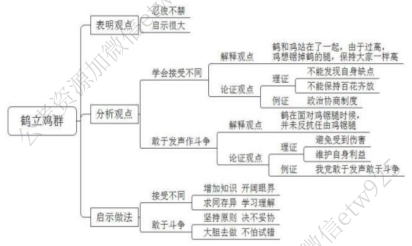 鹤立鸡群
表明观点
忍俊不禁
启示很大
分析观点
学会接受不同
解释观点
鹤和鸡站在了一起，由于过高，
鸡想锯掉鹤的腿，保持大家一样高
论证观点
理证
不能发现自身缺点
不能保持百花齐放
例证
政治协商制度
敢于发声作斗争
解释观点
鹤在面对鸡锯腿时候，
并未反抗任由鸡锯腿
论证观点
理证
避免受到伤害
维护自身利益
例证
我党敢于发声敢于斗争
启示做法
接受不同
增加知识 开阔眼界
求同存异 学习理解
敢于斗争
坚持原则 决不妥协
大胆去做 不怕试错